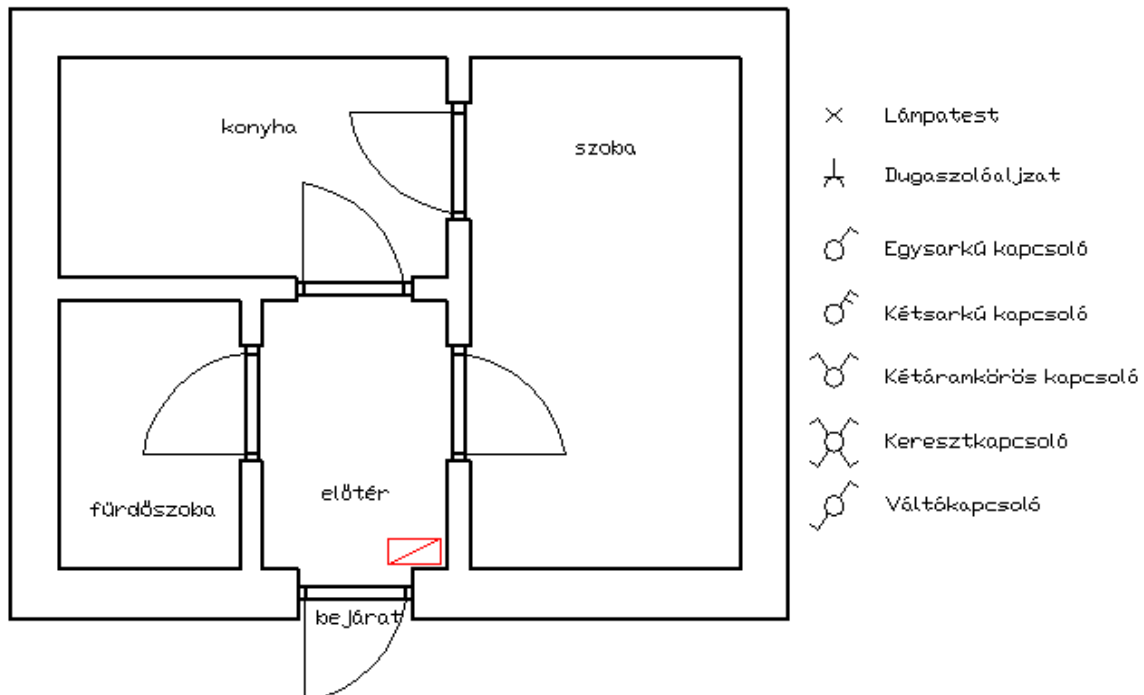 konyha
szoba
fürdőszoba
előtér
bejárat
Lámpatest
Dugaszolóaljzat
Egysarkú kapcsoló
Kétsarkú kapcsoló
Kétáramkörös kapcsoló
Keresztkapcsoló
Váltókapcsoló